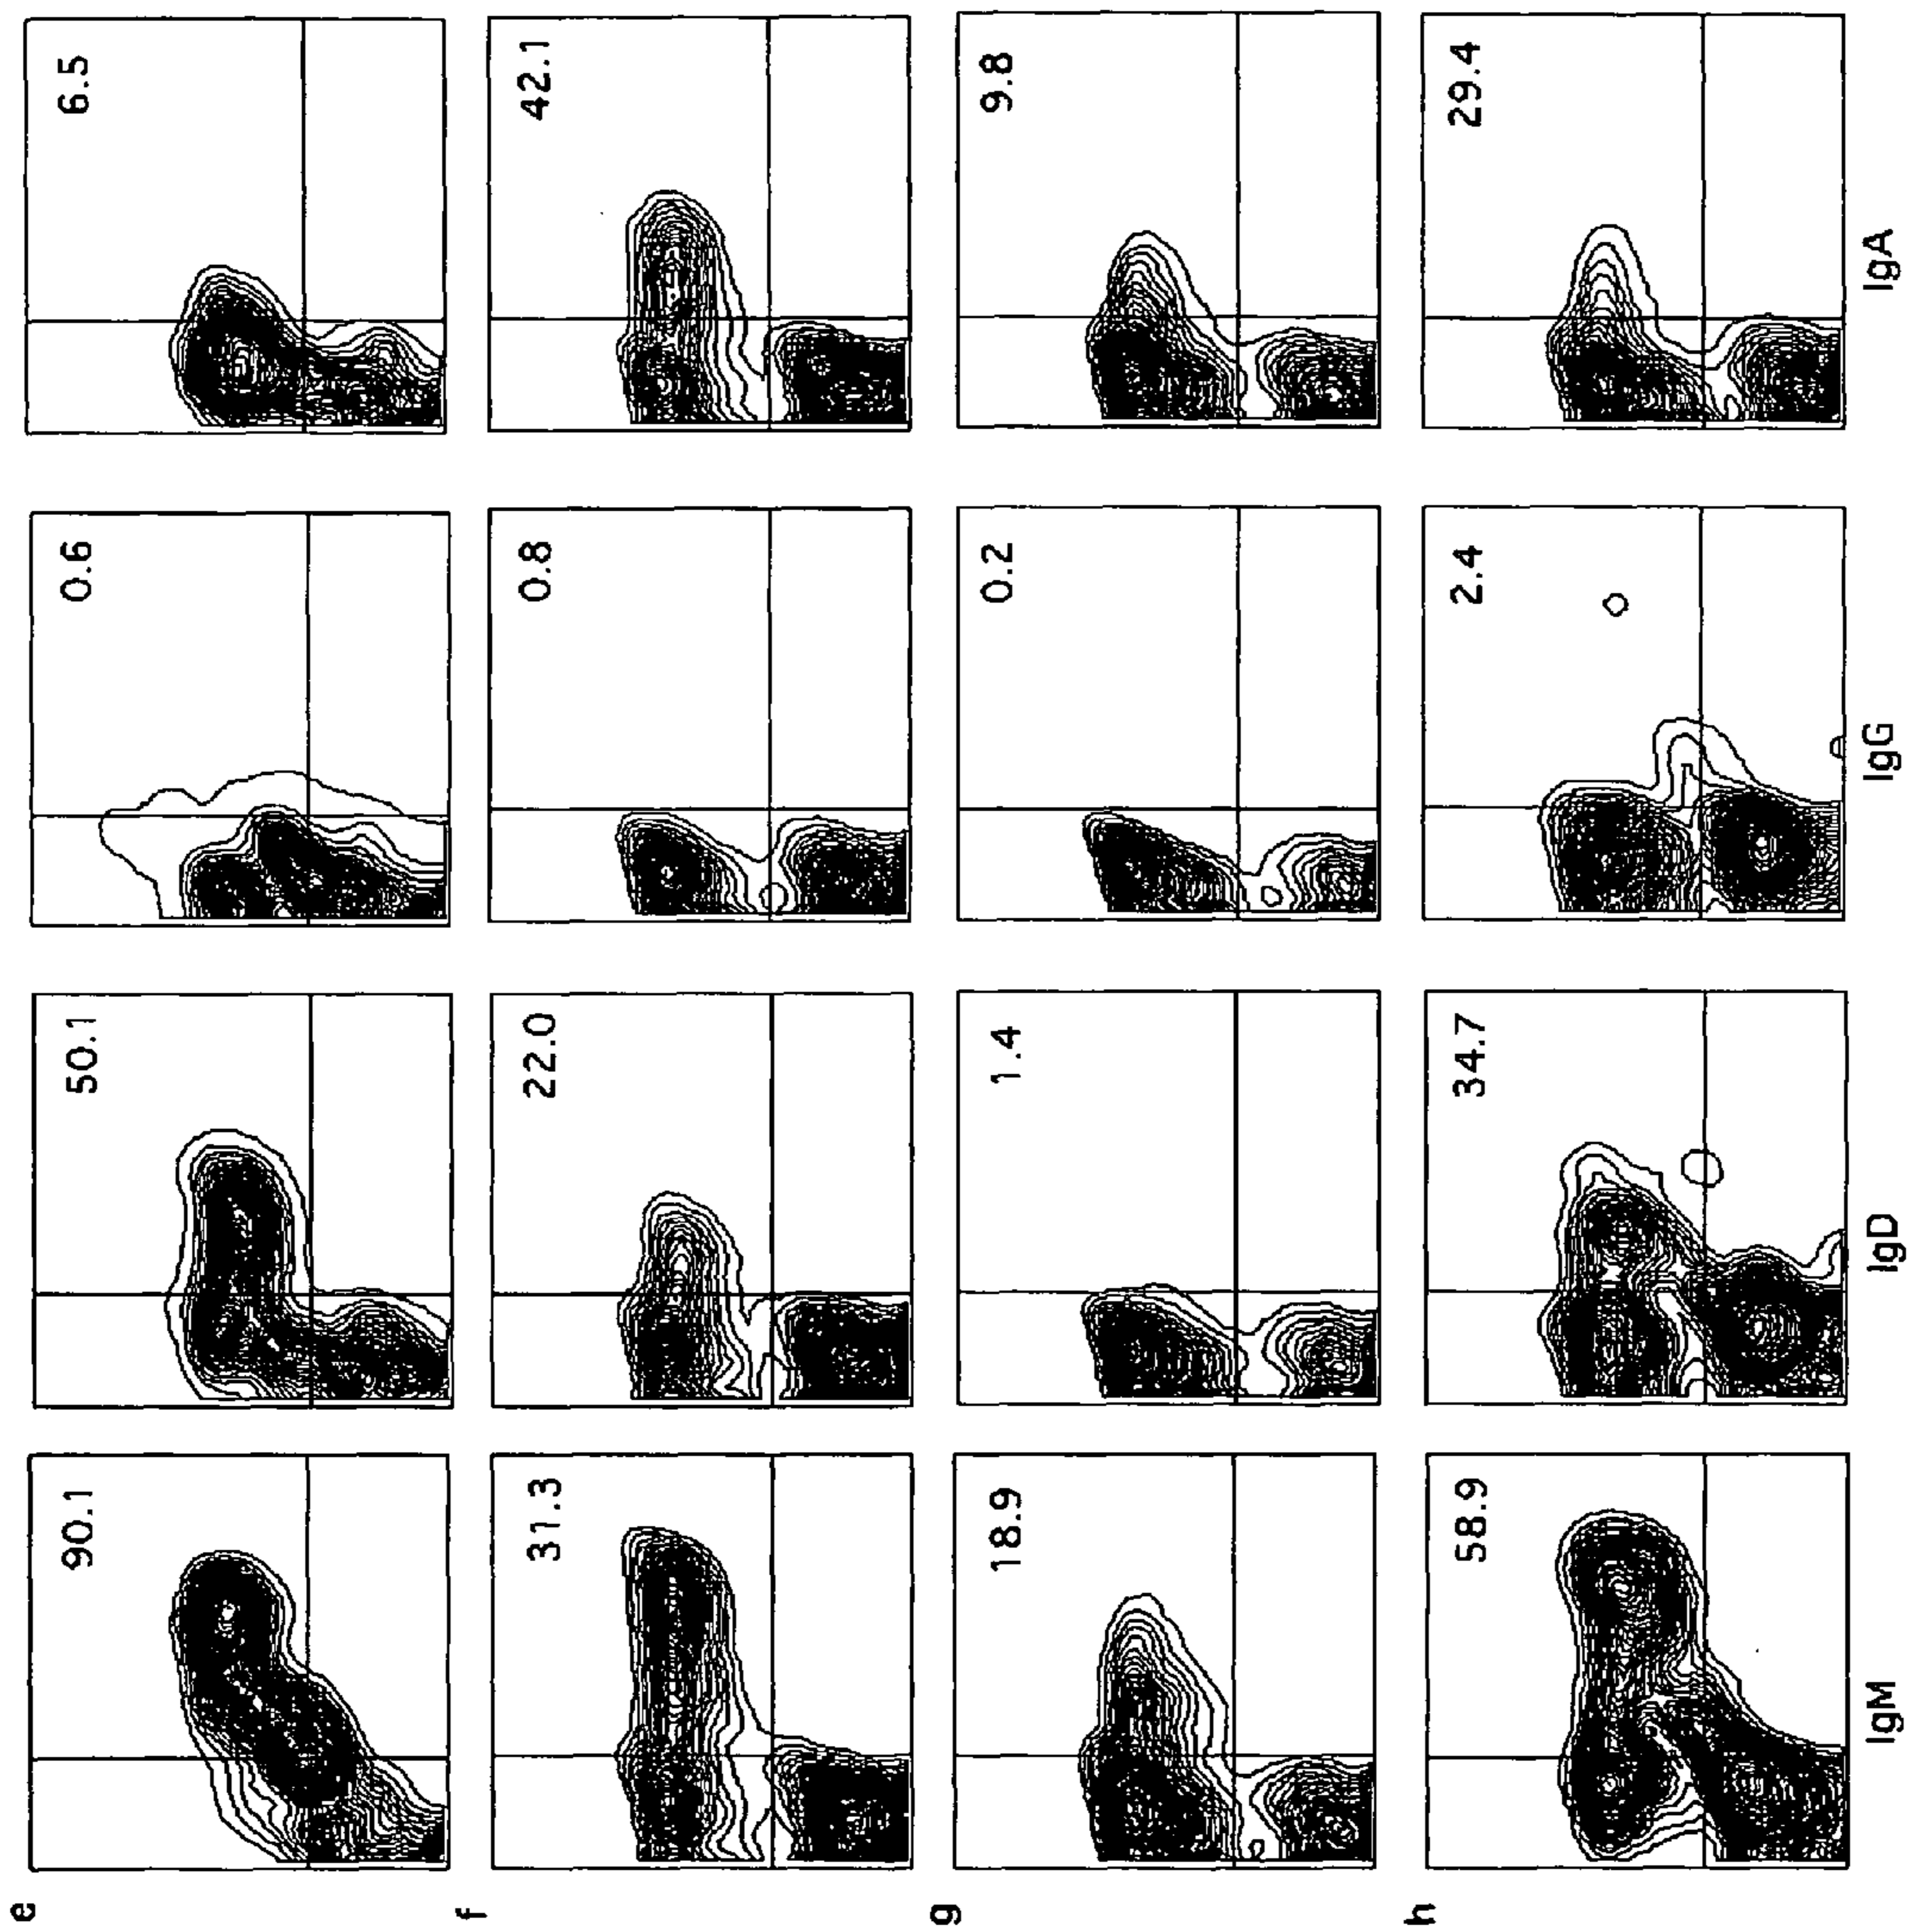 e 90.1 50.1 0.6 6.5
f 31.3 22.0 0.8 42.1
g 18.9 1.4 0.2 9.8
h 58.9 34.7 2.4 29.4
IgM IgD IgG IgA